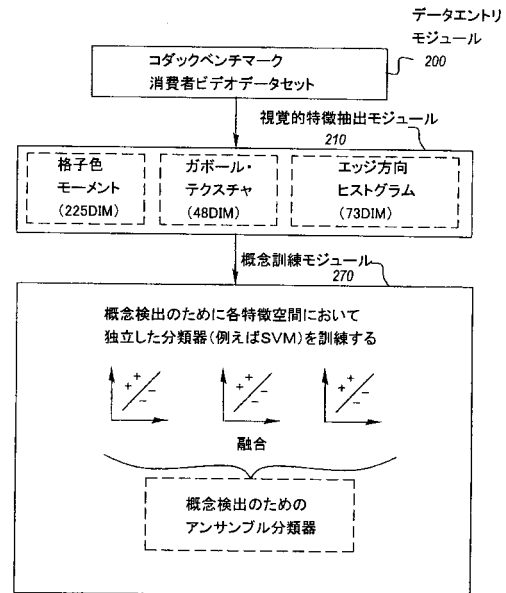 データエントリ
モジュール
200
コダックベンチマーク
消費者ビデオデータセット
視覚的特徴抽出モジュール
210
格子色
モーメント
(225DIM)
ガボール・
テクスチャ
(48DIM)
エッジ方向
ヒストグラム
(73DIM)
概念訓練モジュール
270
概念検出のために各特徴空間において
独立した分類器(例えばSVM)を訓練する
+ + − −
+ + − −
+ + − −
融合
概念検出のための
アンサンブル分類器